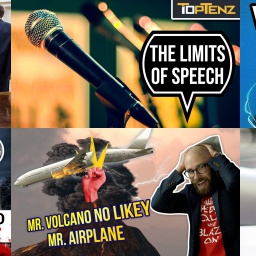 TOPTENZ
THE LIMITS
OF SPEECH
MR. VOLCANO NO LIKEY
MR. AIRPLANE